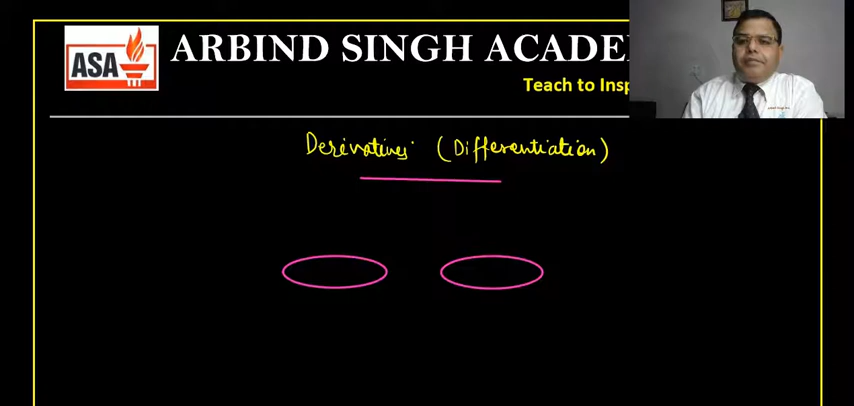 ASA ARBIND SINGH ACADE
Teach to Insp
Derivatives (Differentiation)